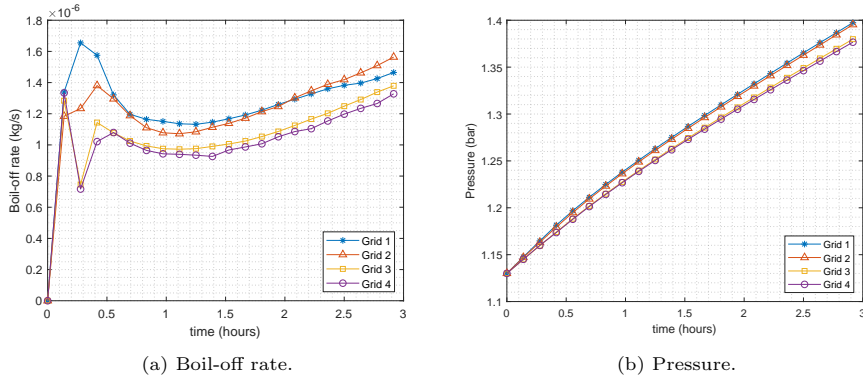 ×10⁻⁶
1.8
1.6
1.4
1.2
1
0.8
0.6
0.4
0.2
0
Boil-off rate (kg/s)
0 0.5 1 1.5 2 2.5 3
time (hours)
Grid 1
Grid 2
Grid 3
Grid 4
(a) Boil-off rate.
1.4
1.35
1.3
1.25
1.2
1.15
1.1
Pressure (bar)
0 0.5 1 1.5 2 2.5 3
time (hours)
Grid 1
Grid 2
Grid 3
Grid 4
(b) Pressure.